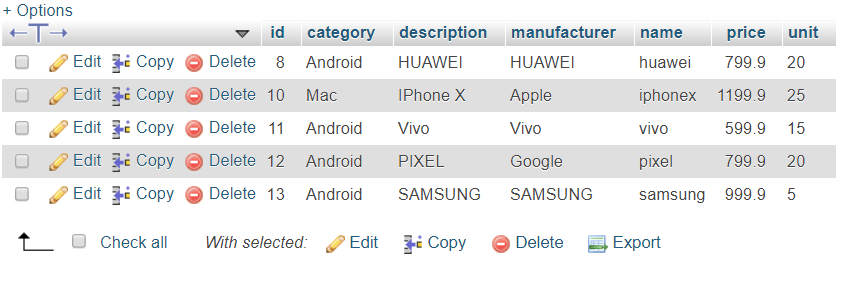 + Options
id category description manufacturer name price unit
Edit Copy Delete 8 Android HUAWEI HUAWEI huawei 799.9 20
Edit Copy Delete 10 Mac IPhone X Apple iphonex 1199.9 25
Edit Copy Delete 11 Android Vivo Vivo vivo 599.9 15
Edit Copy Delete 12 Android PIXEL Google pixel 799.9 20
Edit Copy Delete 13 Android SAMSUNG SAMSUNG samsung 999.9 5
Check all With selected: Edit Copy Delete Export